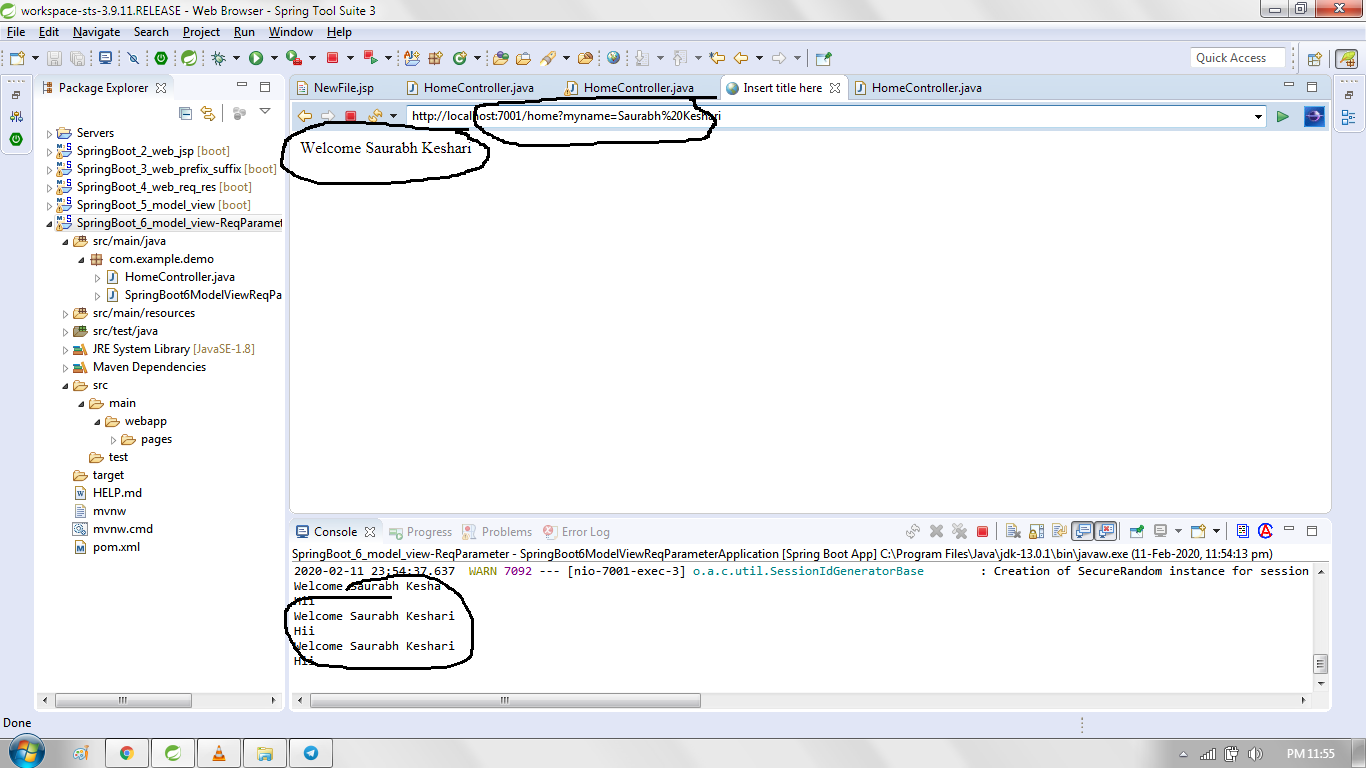 workspace-sts-3.9.11.RELEASE - Web Browser - Spring Tool Suite 3
File Edit Navigate Search Project Run Window Help
Quick Access
Package Explorer
NewFile.jsp HomeController.java HomeController.java Insert title here HomeController.java
http://localhost:7001/home?myname=Saurabh%20Keshari
Welcome Saurabh Keshari
Servers
SpringBoot_2_web_jsp [boot]
SpringBoot_3_web_prefix_suffix [boot]
SpringBoot_4_web_req_res [boot]
SpringBoot_5_model_view [boot]
SpringBoot_6_model_view-ReqParamet
src/main/java
com.example.demo
HomeController.java
SpringBoot6ModelViewReqPa
src/main/resources
src/test/java
JRE System Library [JavaSE-1.8]
Maven Dependencies
src
main
webapp
pages
test
target
HELP.md
mvnw
mvnw.cmd
pom.xml
Console Progress Problems Error Log
SpringBoot_6_model_view-ReqParameter - SpringBoot6ModelViewReqParameterApplication [Spring Boot App] C:\Program Files\Java\jdk-13.0.1\bin\javaw.exe (11-Feb-2020, 11:54:13 pm)
2020-02-11 23:54:37.637 WARN 7092 --- [nio-7001-exec-3] o.a.c.util.SessionIdGeneratorBase : Creation of SecureRandom instance for session
Welcome Saurabh Kesha
Hii
Welcome Saurabh Keshari
Hii
Welcome Saurabh Keshari
Hii
Done
PM 11:55